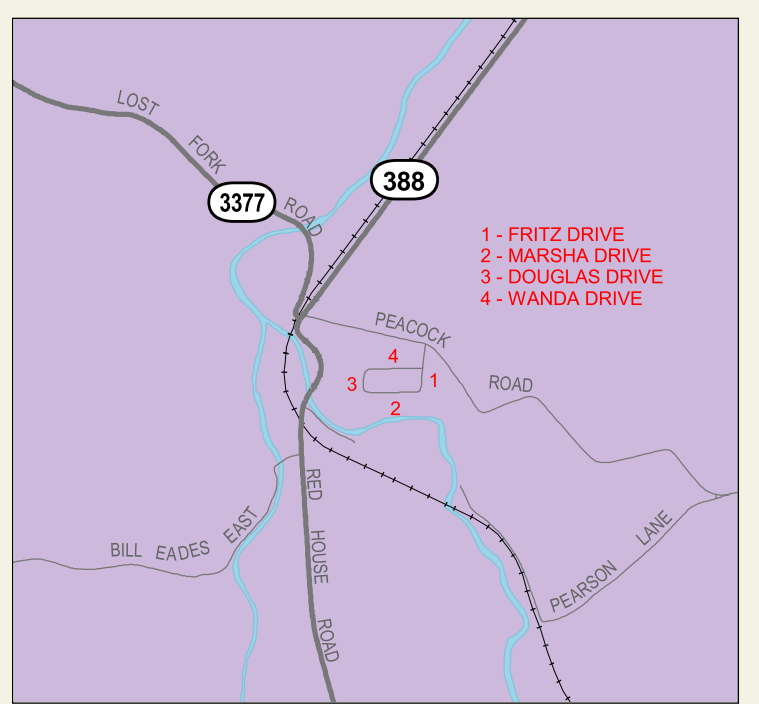 LOST FORK ROAD
3377
388
1 - FRITZ DRIVE
2 - MARSHA DRIVE
3 - DOUGLAS DRIVE
4 - WANDA DRIVE
PEACOCK ROAD
4
3
1
2
RED HOUSE ROAD
BILL EADES EAST
PEARSON LANE